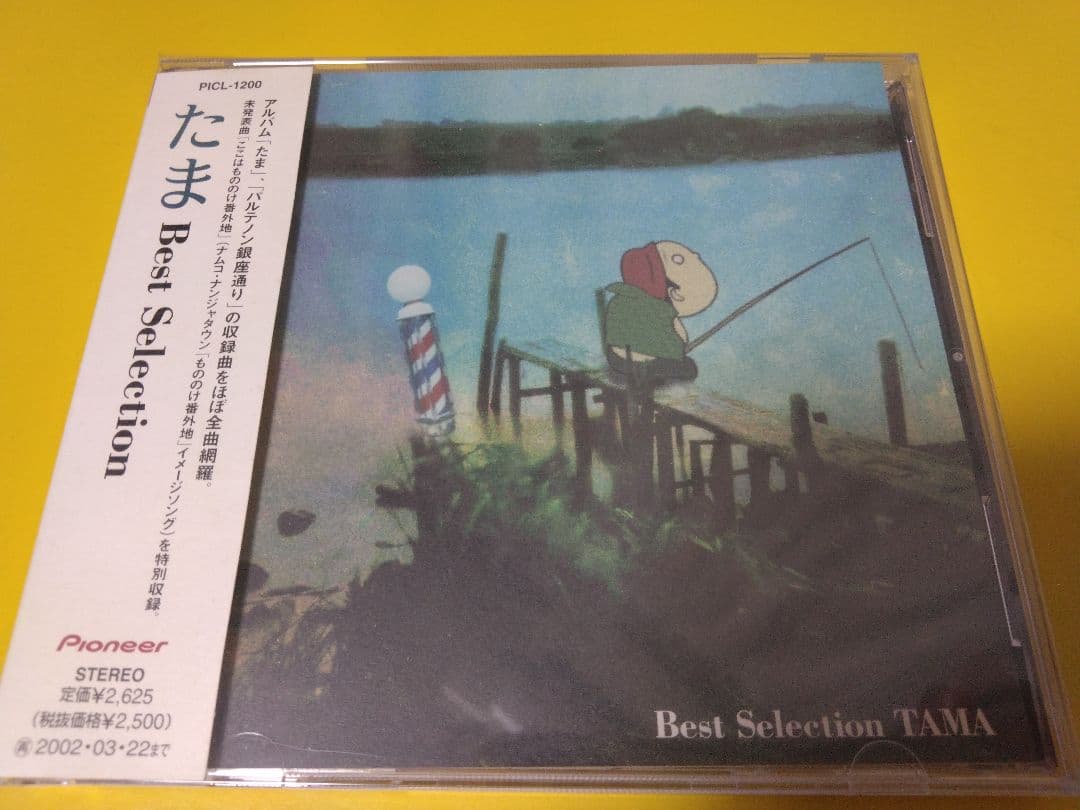 PICL-1200
たま Best Selection
アルバム「たま」、「パルテノン銀座通り」の収録曲をほぼ全曲網羅。
未発表曲「ここはもののけ番外地」(ナムコ・ナンジャタウン「もののけ番外地」イメージソング)を特別収録。
Pioneer
STEREO
定価¥2,625
(税抜価格¥2,500)
再 2002・03・22まで
Best Selection TAMA